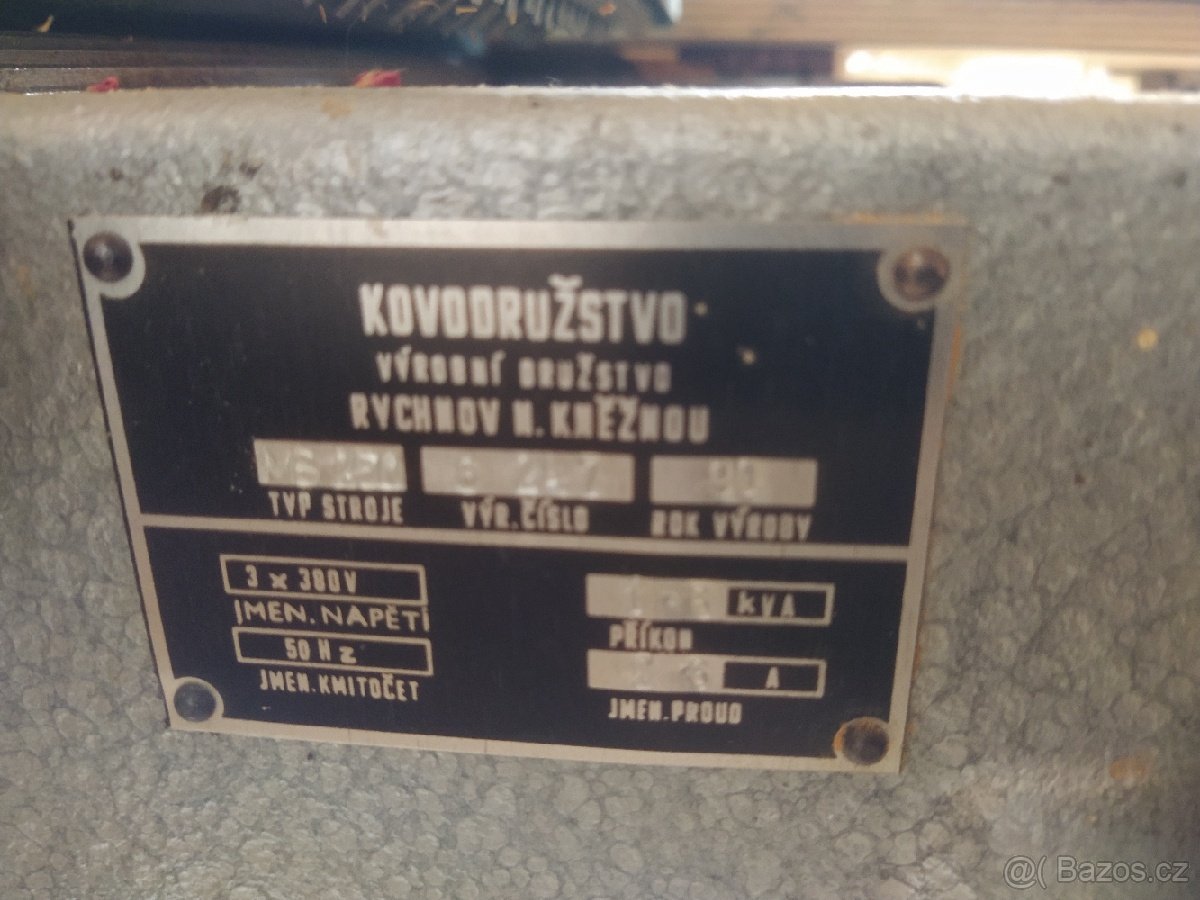 KOVODRUŽSTVO
VÝROBNÍ DRUŽSTVO
RYCHNOV N. KNĚŽNOU
90
TYP STROJE VÝR. ČÍSLO ROK VÝROBY
3 x 380V kVA
JMEN. NAPĚTÍ PŘÍKON
50 Hz A
JMEN. KMITOČET JMEN. PROUD
@( Bazos.cz